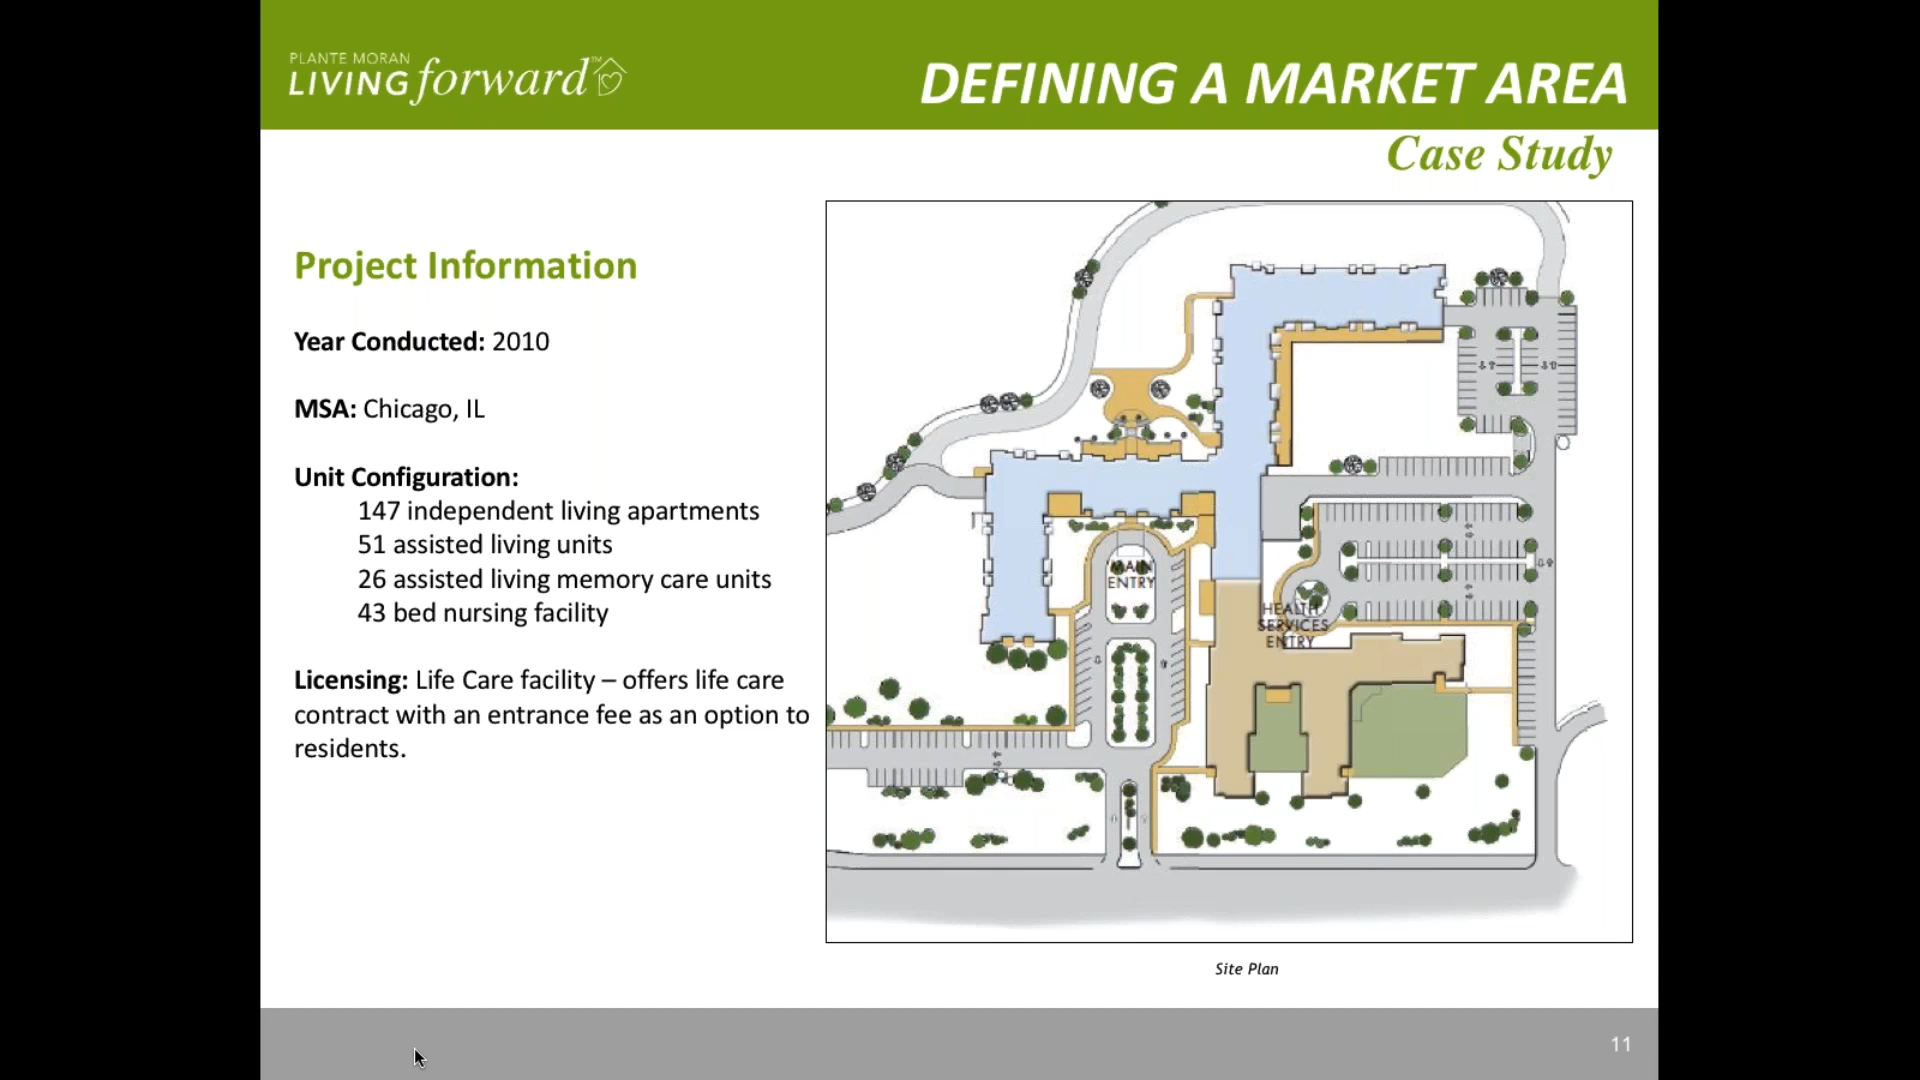 PLANTE MORAN
LIVING forward™
DEFINING A MARKET AREA
Case Study
Project Information
Year Conducted: 2010
MSA: Chicago, IL
Unit Configuration:
147 independent living apartments
51 assisted living units
26 assisted living memory care units
43 bed nursing facility
Licensing: Life Care facility – offers life care
contract with an entrance fee as an option to
residents.
MAIN
ENTRY
HEALTH
SERVICES
ENTRY
Site Plan
11